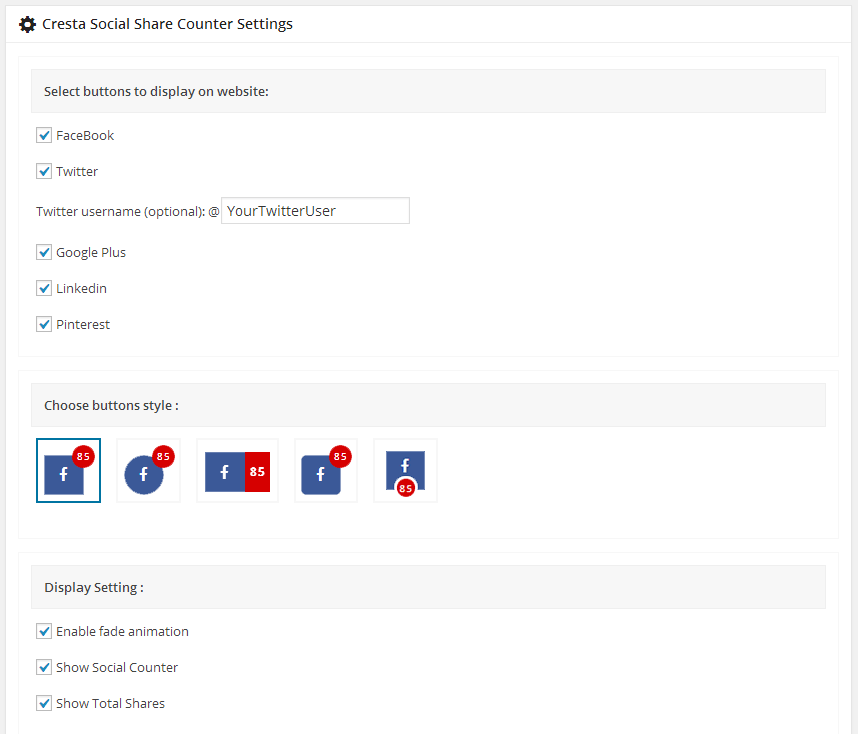 Cresta Social Share Counter Settings
Select buttons to display on website:
FaceBook
Twitter
Twitter username (optional): @ YourTwitterUser
Google Plus
Linkedin
Pinterest
Choose buttons style :
f 85 f 85 f 85 f 85 f 85
Display Setting :
Enable fade animation
Show Social Counter
Show Total Shares